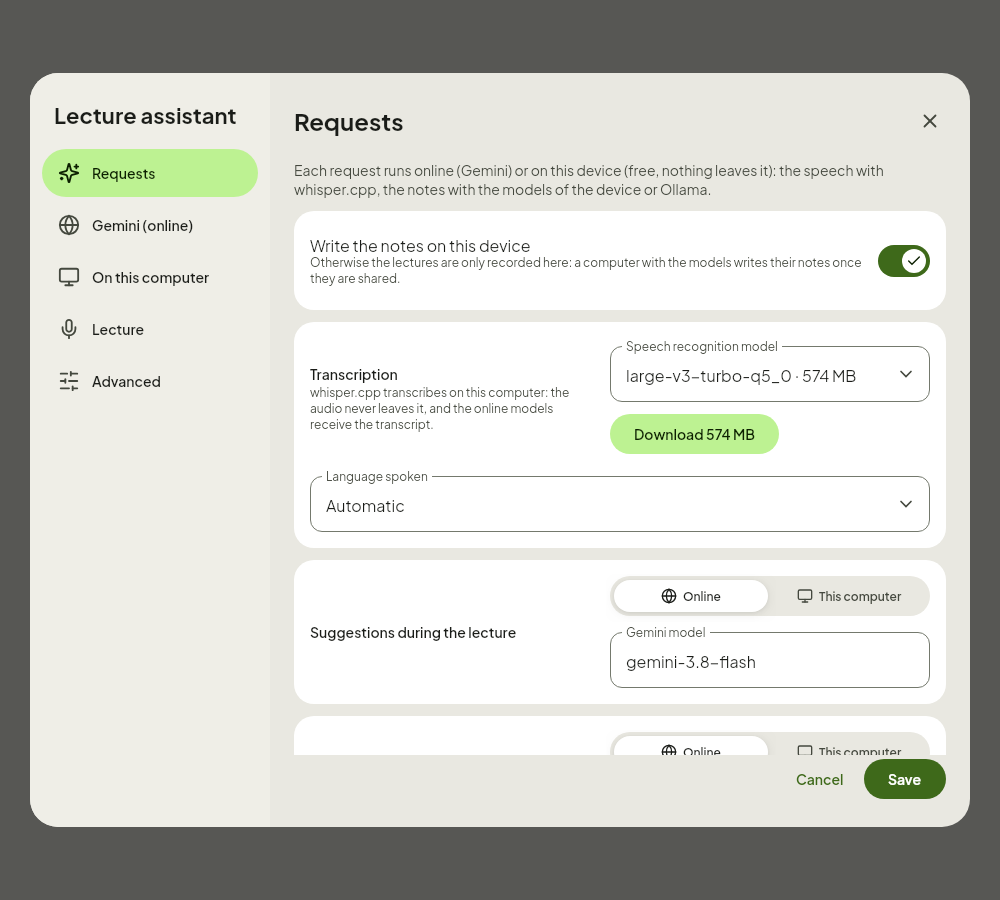 Lecture assistant
Requests
Gemini (online)
On this computer
Lecture
Advanced
Requests
Each request runs online (Gemini) or on this device (free, nothing leaves it): the speech with
whisper.cpp, the notes with the models of the device or Ollama.
Write the notes on this device
Otherwise the lectures are only recorded here: a computer with the models writes their notes once
they are shared.
Transcription
whisper.cpp transcribes on this computer: the
audio never leaves it, and the online models
receive the transcript.
Speech recognition model
large-v3-turbo-q5_0 · 574 MB
Download 574 MB
Language spoken
Automatic
Suggestions during the lecture
Online
This computer
Gemini model
gemini-3.8-flash
Online
This computer
Cancel
Save